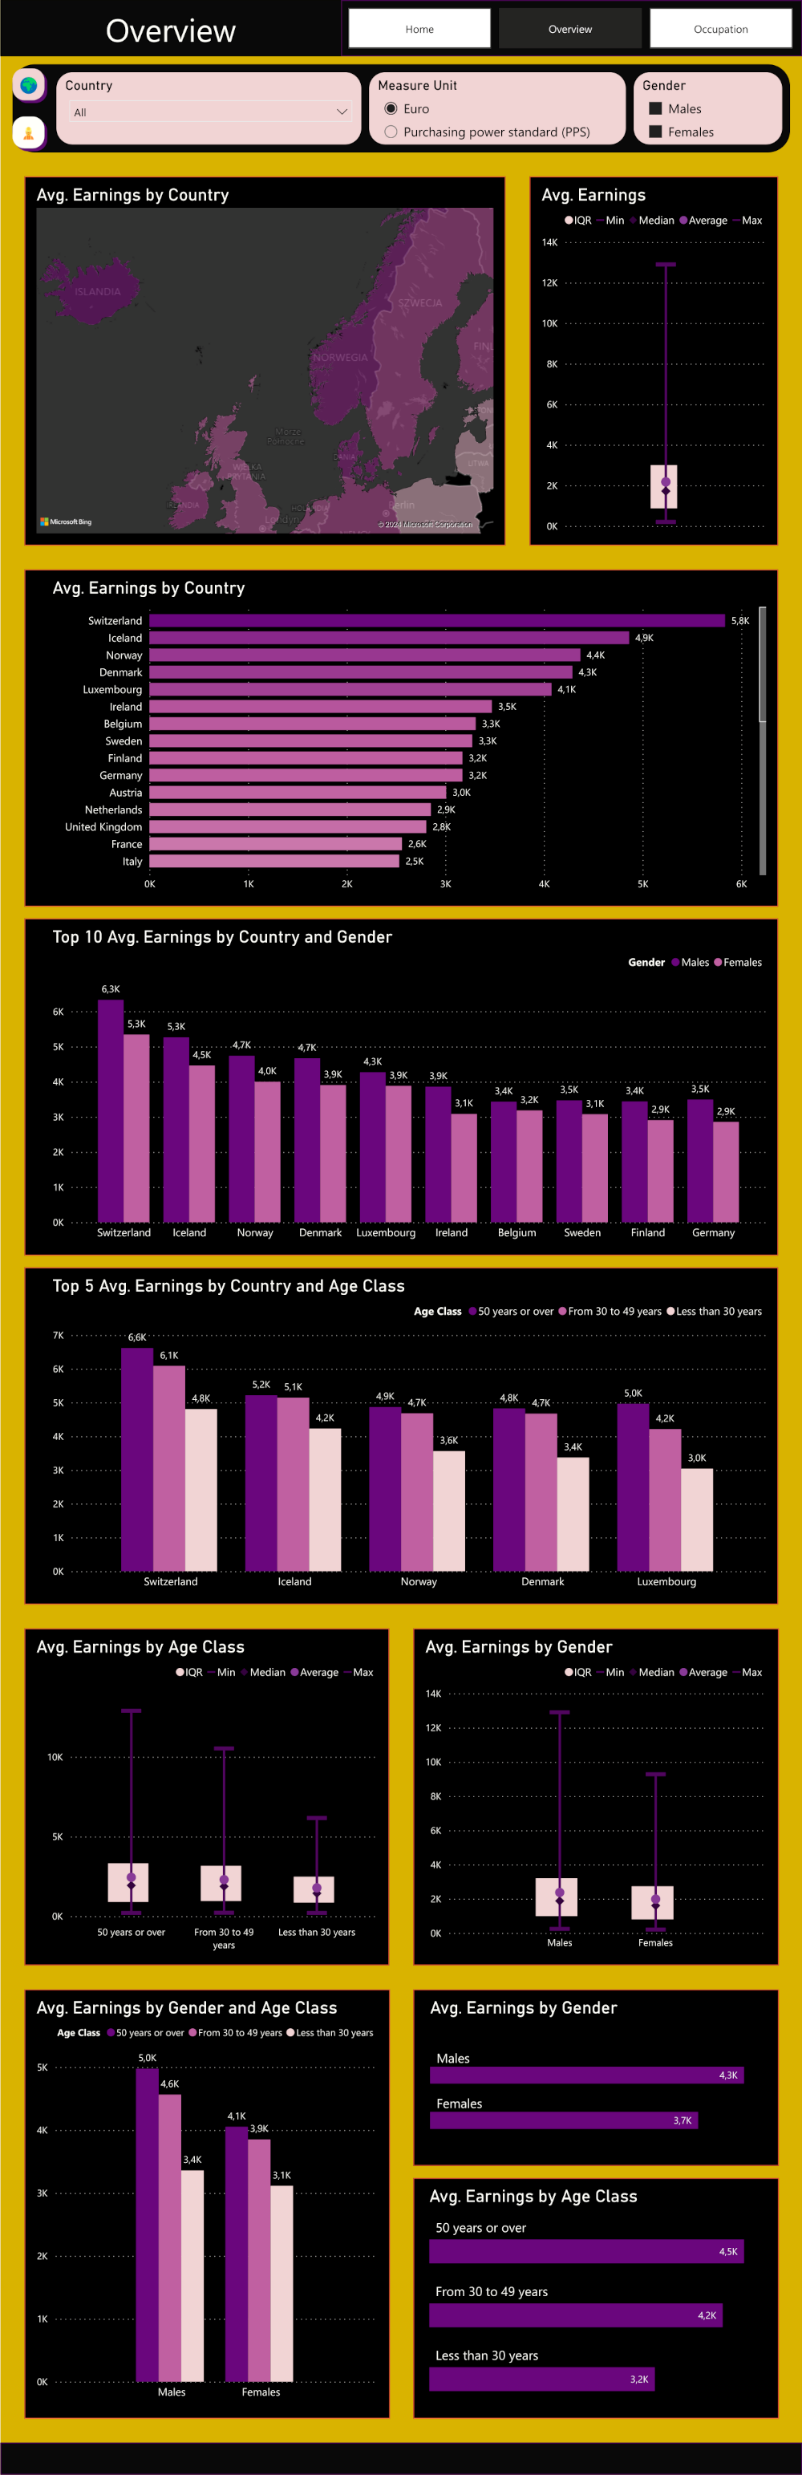 Overview
Home
Overview
Occupation
Country
All
Measure Unit
Euro
Purchasing power standard (PPS)
Gender
Males
Females
Avg. Earnings by Country
ISLANDIA
SZWECJA
NORWEGIA
FINL
Morze
Północne
WIELKA
BRYTANIA
DANIA
LITWA
Berlin
Londyn
Microsoft Bing
© 2024 Microsoft Corporation
Avg. Earnings
IQR Min Median Average Max
14K
12K
10K
8K
6K
4K
2K
0K
Avg. Earnings by Country
Switzerland 5,8K
Iceland 4,9K
Norway 4,4K
Denmark 4,3K
Luxembourg 4,1K
Ireland 3,5K
Belgium 3,3K
Sweden 3,3K
Finland 3,2K
Germany 3,2K
Austria 3,0K
Netherlands 2,9K
United Kingdom 2,8K
France 2,6K
Italy 2,5K
0K 1K 2K 3K 4K 5K 6K
Top 10 Avg. Earnings by Country and Gender
Gender Males Females
6K
5K
4K
3K
2K
1K
0K
6,3K 5,3K 5,3K 4,5K 4,7K 4,0K 4,7K 3,9K 4,3K 3,9K 3,9K 3,1K 3,4K 3,2K 3,5K 3,1K 3,4K 2,9K 3,5K 2,9K
Switzerland Iceland Norway Denmark Luxembourg Ireland Belgium Sweden Finland Germany
Top 5 Avg. Earnings by Country and Age Class
Age Class 50 years or over From 30 to 49 years Less than 30 years
7K
6K
5K
4K
3K
2K
1K
0K
6,6K 6,1K 4,8K 5,2K 5,1K 4,2K 4,9K 4,7K 3,6K 4,8K 4,7K 3,4K 5,0K 4,2K 3,0K
Switzerland Iceland Norway Denmark Luxembourg
Avg. Earnings by Age Class
IQR Min Median Average Max
10K
5K
0K
50 years or over From 30 to 49 years Less than 30 years
Avg. Earnings by Gender
IQR Min Median Average Max
14K
12K
10K
8K
6K
4K
2K
0K
Males Females
Avg. Earnings by Gender and Age Class
Age Class 50 years or over From 30 to 49 years Less than 30 years
5K
4K
3K
2K
1K
0K
5,0K 4,6K 3,4K 4,1K 3,9K 3,1K
Males Females
Avg. Earnings by Gender
Males
4,3K
Females
3,7K
Avg. Earnings by Age Class
50 years or over
4,5K
From 30 to 49 years
4,2K
Less than 30 years
3,2K